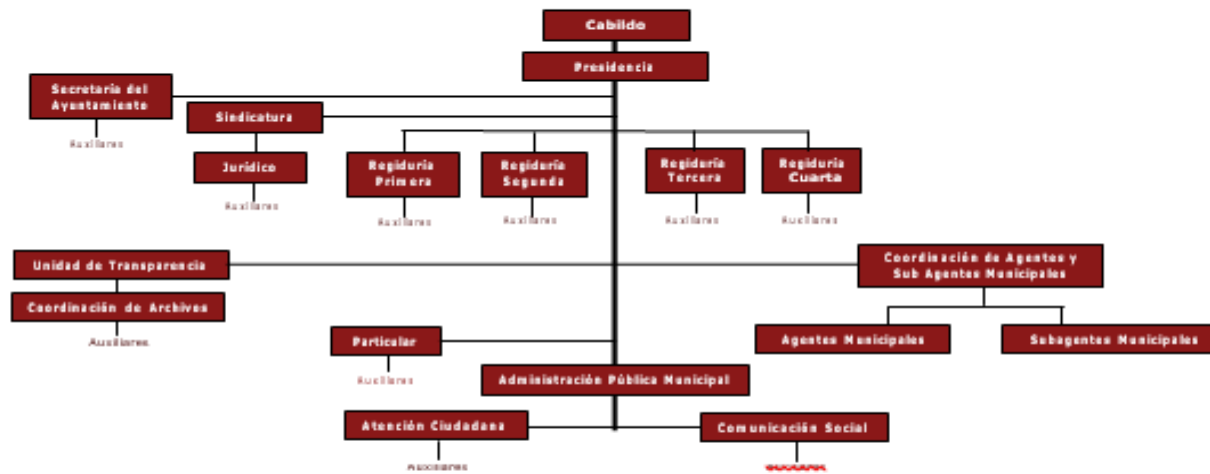 Cabildo
Presidencia
Secretaría del
Ayuntamiento
Auxiliares
Sindicatura
Jurídico
Auxiliares
Regiduría
Primera
Auxiliares
Regiduría
Segunda
Auxiliares
Regiduría
Tercera
Auxiliares
Regiduría
Cuarta
Auxiliares
Unidad de Transparencia
Coordinación de Archivos
Auxiliares
Coordinación de Agentes y
Sub Agentes Municipales
Agentes Municipales
Subagentes Municipales
Particular
Auxiliares
Administración Pública Municipal
Atención Ciudadana
Auxiliares
Comunicación Social